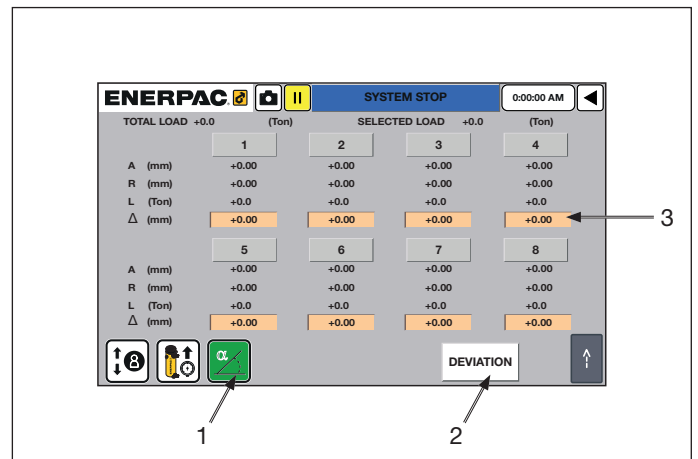 ENERPAC. II SYSTEM STOP 0:00:00 AM
TOTAL LOAD +0.0 (Ton) SELECTED LOAD +0.0 (Ton)
1 2 3 4
A (mm) +0.00 +0.00 +0.00 +0.00
R (mm) +0.00 +0.00 +0.00 +0.00
L (Ton) +0.0 +0.0 +0.0 +0.0
Δ (mm) +0.00 +0.00 +0.00 +0.00
3
5 6 7 8
A (mm) +0.00 +0.00 +0.00 +0.00
R (mm) +0.00 +0.00 +0.00 +0.00
L (Ton) +0.0 +0.0 +0.0 +0.0
Δ (mm) +0.00 +0.00 +0.00 +0.00
α DEVIATION
1 2